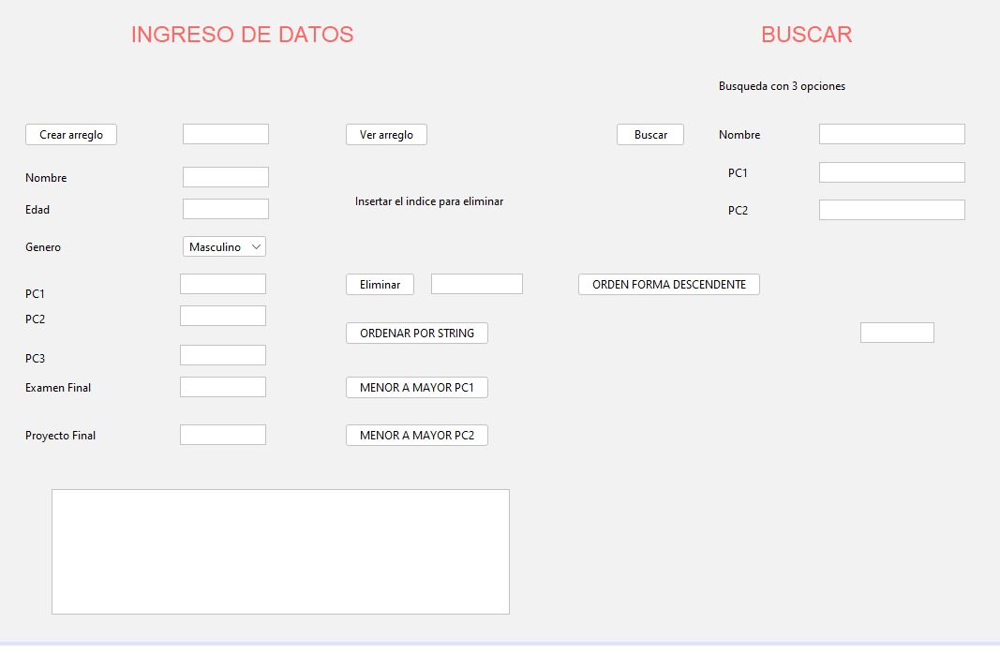 INGRESO DE DATOS
BUSCAR
Busqueda con 3 opciones
Crear arreglo
Ver arreglo
Buscar
Nombre
PC1
PC2
Nombre
Edad
Genero
Masculino
PC1
PC2
PC3
Examen Final
Proyecto Final
Insertar el indice para eliminar
Eliminar
ORDEN FORMA DESCENDENTE
ORDENAR POR STRING
MENOR A MAYOR PC1
MENOR A MAYOR PC2